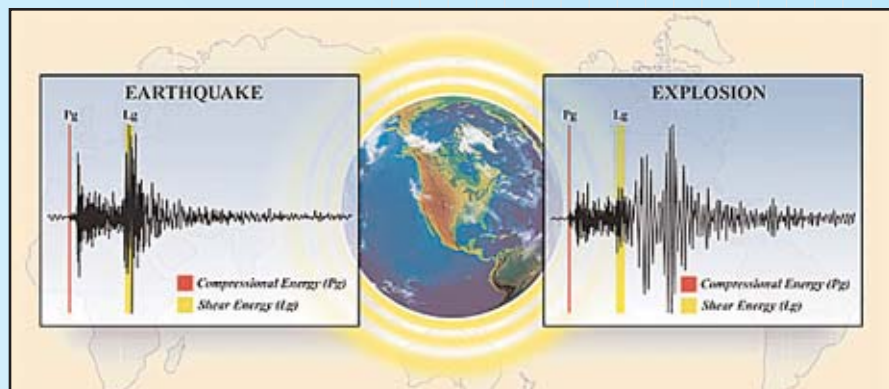 EARTHQUAKE
Pg
Lg
Compressional Energy (Pg)
Shear Energy (Lg)
EXPLOSION
Pg
Lg
Compressional Energy (Pg)
Shear Energy (Lg)